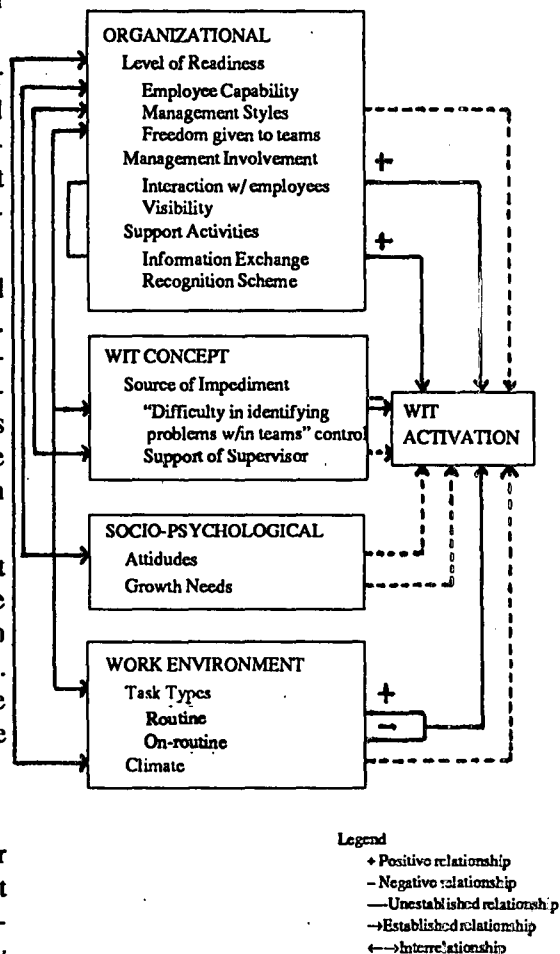 ORGANIZATIONAL
Level of Readiness
Employee Capability
Management Styles
Freedom given to teams
Management Involvement
Interaction w/ employees
Visibility
Support Activities
Information Exchange
Recognition Scheme
+
+
WIT CONCEPT
Source of Impediment
"Difficulty in identifying
problems w/in teams" control
Support of Supervisor
WIT
ACTIVATION
SOCIO-PSYCHOLOGICAL
Attidudes
Growth Needs
WORK ENVIRONMENT
Task Types
Routine
On-routine
Climate
+
-
Legend
+ Positive relationship
- Negative relationship
—Unestablished relationship
→Established relationship
←→Interrelationship